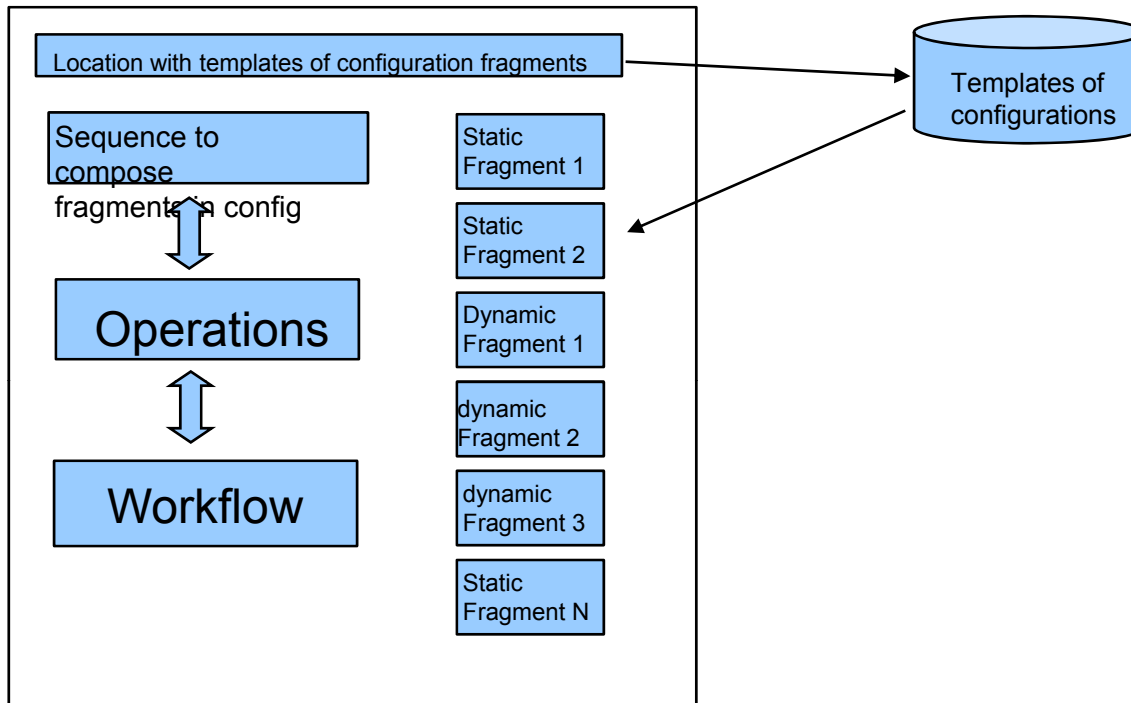 Location with templates of configuration fragments
Templates of
configurations
Sequence to
compose
fragments in config
Operations
Workflow
Static
Fragment 1
Static
Fragment 2
Dynamic
Fragment 1
dynamic
Fragment 2
dynamic
Fragment 3
Static
Fragment N